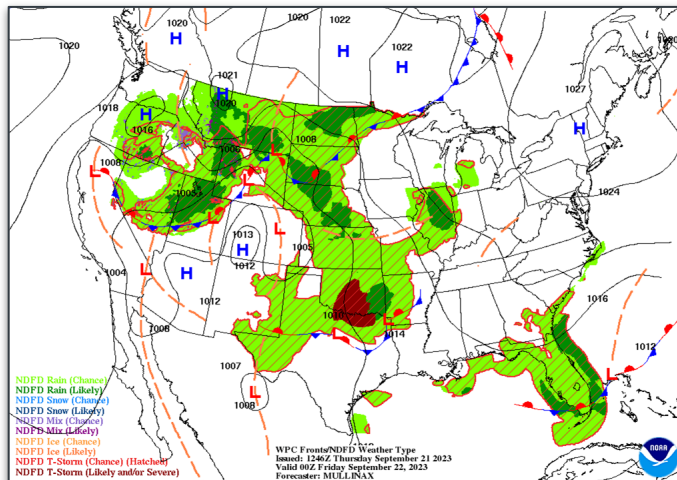 1020
1020
1022
1022
1020
H
H
H
1021
H
1020
1027
1018
H
1016
H
1008
1006
L
1008
L
L
1024
1005
L
L
1013
1005
H
1012
1004
H
L
1012
1016
1008
1010
L
1014
1012
1007
L
L
1008
NDFD Rain (Chance)
NDFD Rain (Likely)
NDFD Snow (Chance)
NDFD Snow (Likely)
NDFD Mix (Chance)
NDFD Mix (Likely)
NDFD Ice (Chance)
NDFD Ice (Likely)
NDFD T-Storm (Chance) (Hatched)
NDFD T-Storm (Likely and/or Severe)
WPC Fronts/NDFD Weather Type
Issued: 1246Z Thursday September 21 2023
Valid 00Z Friday September 22, 2023
Forecaster: MULLINAX
NOAA